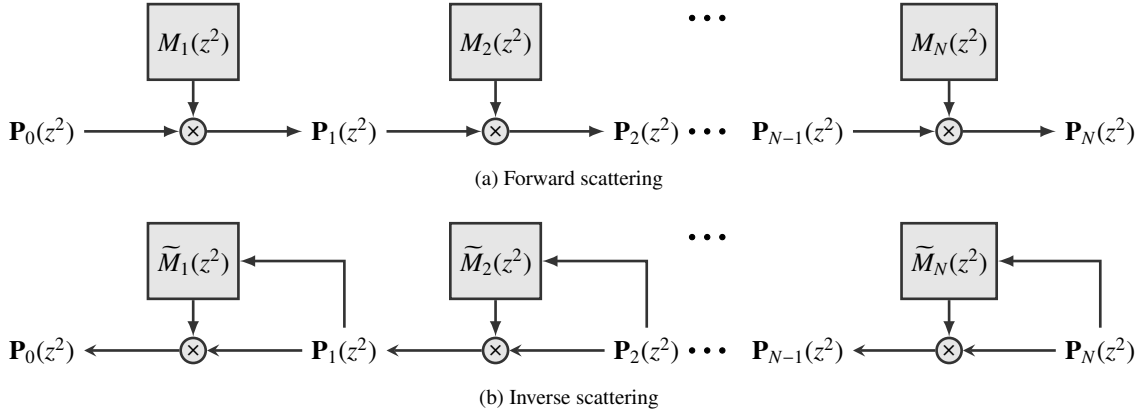 M₁(z²) M₂(z²) ••• M_N(z²)
P₀(z²) × P₁(z²) × P₂(z²) ••• P_{N−1}(z²) × P_N(z²)
(a) Forward scattering
M̃₁(z²) M̃₂(z²) ••• M̃_N(z²)
P₀(z²) × P₁(z²) × P₂(z²) ••• P_{N−1}(z²) × P_N(z²)
(b) Inverse scattering